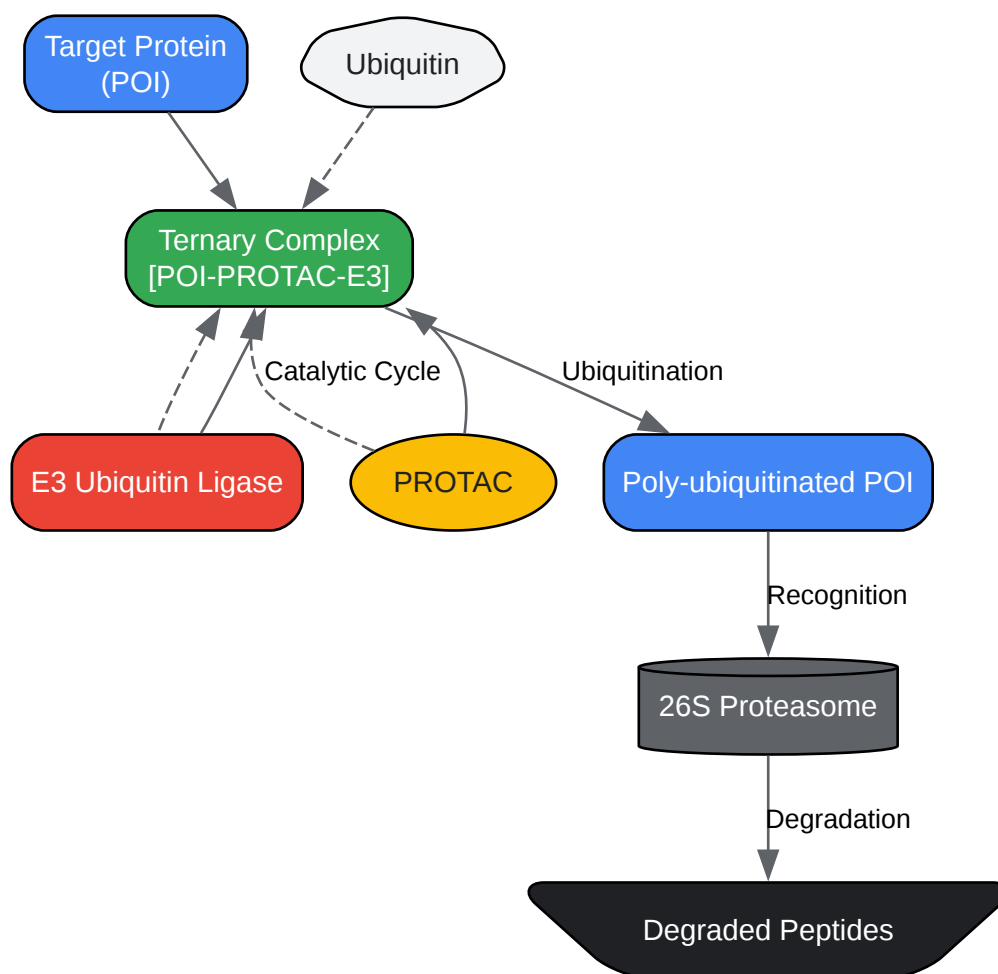 Target Protein
(POI)
Ubiquitin
Ternary Complex
[POI-PROTAC-E3]
Catalytic Cycle
Ubiquitination
E3 Ubiquitin Ligase
PROTAC
Poly-ubiquitinated POI
Recognition
26S Proteasome
Degradation
Degraded Peptides